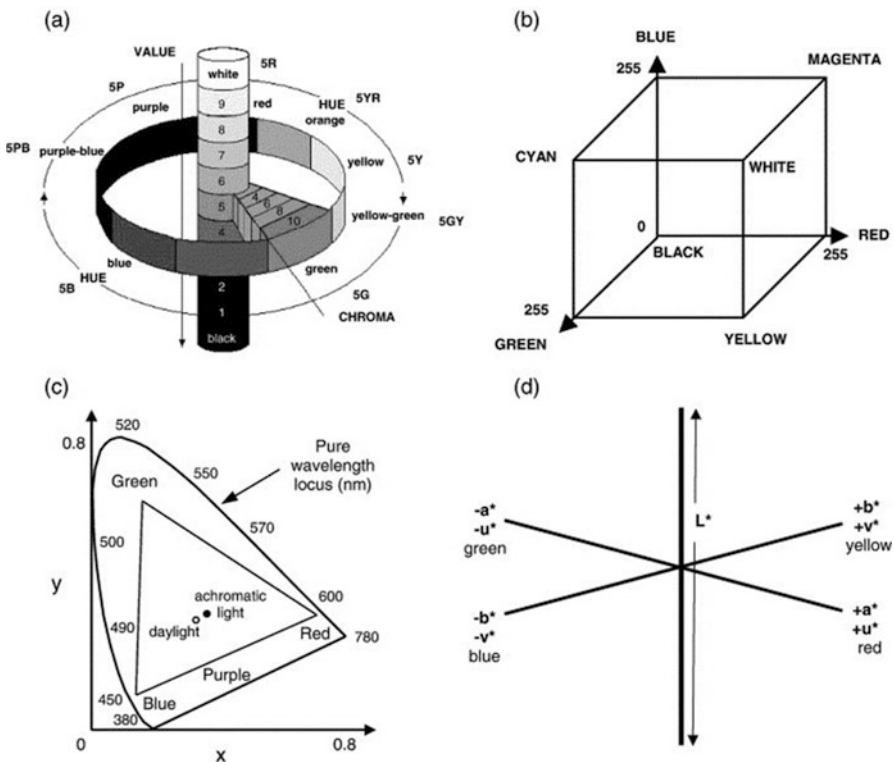 (a)
VALUE
white
5R
5P
purple
9
red
HUE
5YR
orange
8
5PB
purple-blue
7
yellow
5Y
6
5
4
6
8
10
yellow-green
5GY
4
blue
green
5B
HUE
2
5G
1
CHROMA
black
(b)
BLUE
255
MAGENTA
CYAN
WHITE
0
BLACK
RED
255
255
GREEN
YELLOW
(c)
520
0.8
550
Pure
wavelength
locus (nm)
Green
570
500
y
achromatic
light
600
490
daylight
Red
780
Purple
450
Blue
380
0
x
0.8
(d)
L*
-a*
-u*
green
+b*
+v*
yellow
-b*
-v*
blue
+a*
+u*
red